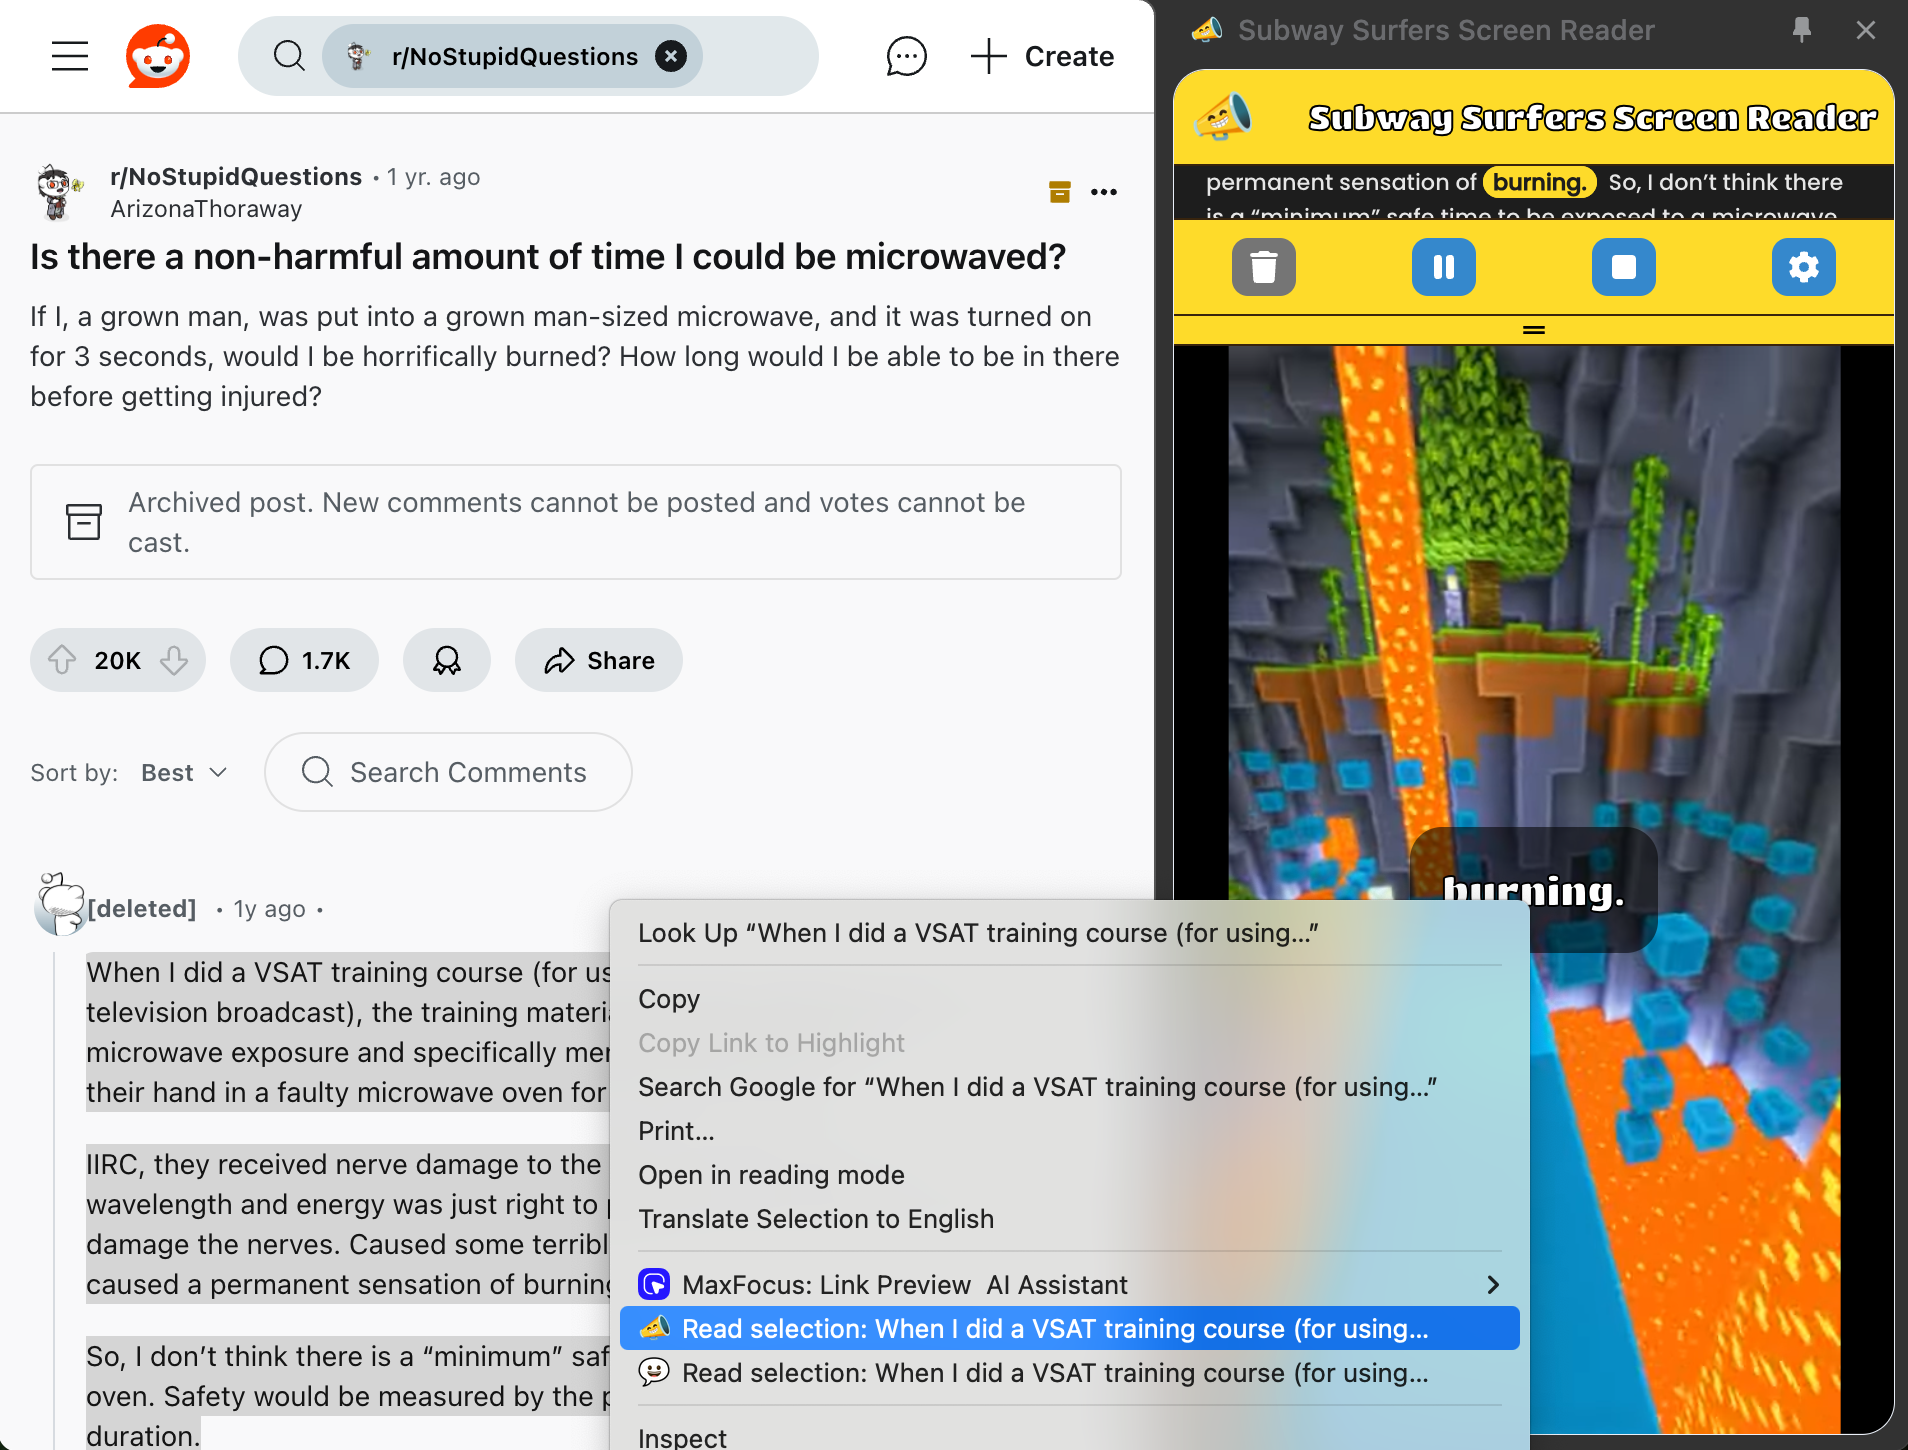 r/NoStupidQuestions
Create
r/NoStupidQuestions • 1 yr. ago
ArizonaThoraway
Is there a non-harmful amount of time I could be microwaved?
If I, a grown man, was put into a grown man-sized microwave, and it was turned on
for 3 seconds, would I be horrifically burned? How long would I be able to be in there
before getting injured?
Archived post. New comments cannot be posted and votes cannot be
cast.
20K
1.7K
Share
Sort by: Best
Search Comments
[deleted] • 1y ago •
When I did a VSAT training course (for us
television broadcast), the training materi
microwave exposure and specifically mer
their hand in a faulty microwave oven for
IIRC, they received nerve damage to the
wavelength and energy was just right to
damage the nerves. Caused some terribl
caused a permanent sensation of burning
So, I don’t think there is a “minimum” saf
oven. Safety would be measured by the p
duration.
Look Up “When I did a VSAT training course (for using...”
Copy
Copy Link to Highlight
Search Google for “When I did a VSAT training course (for using...”
Print...
Open in reading mode
Translate Selection to English
MaxFocus: Link Preview AI Assistant
Read selection: When I did a VSAT training course (for using...
Read selection: When I did a VSAT training course (for using...
Inspect
Subway Surfers Screen Reader
Subway Surfers Screen Reader
permanent sensation of burning. So, I don’t think there
is a “minimum” safe time to be exposed to a microwave
burning.